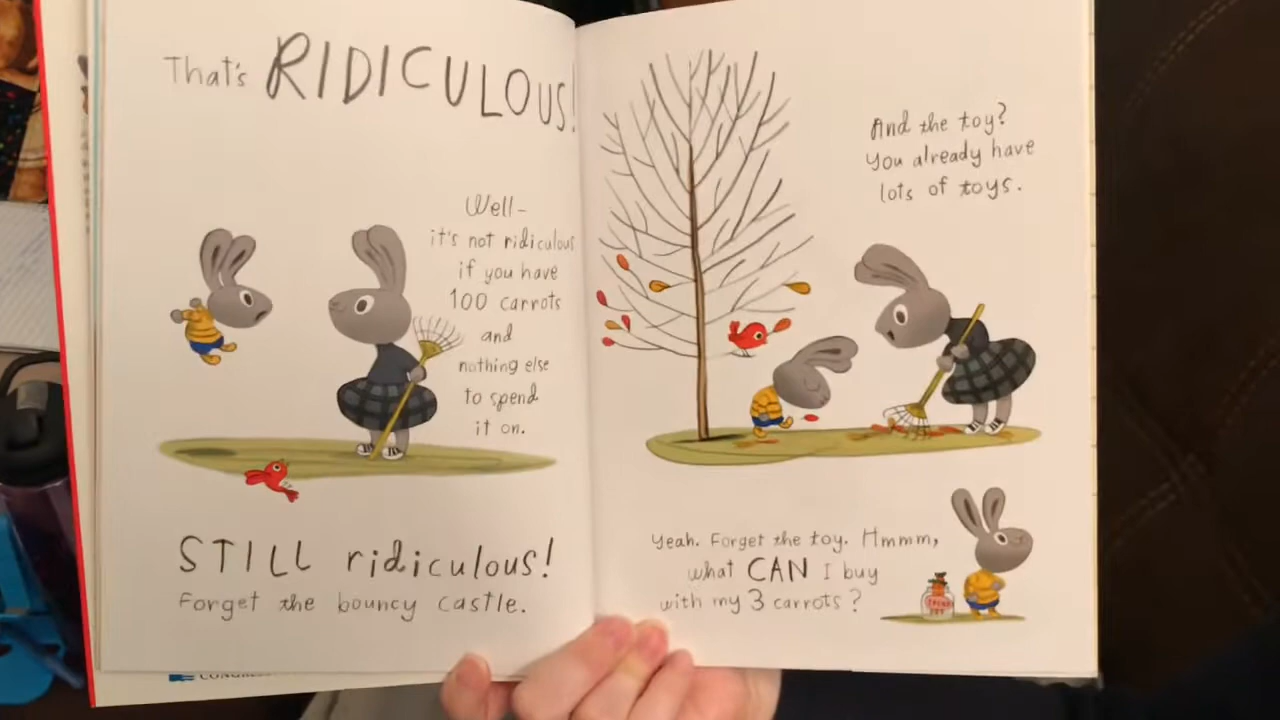 That's RIDICULOUS!
Well-
it's not ridiculous
if you have
100 carrots
and
nothing else
to spend
it on.
STILL ridiculous!
Forget the bouncy castle.
And the toy?
You already have
lots of toys.
Yeah. Forget the toy. Hmmm,
what CAN I buy
with my 3 carrots?